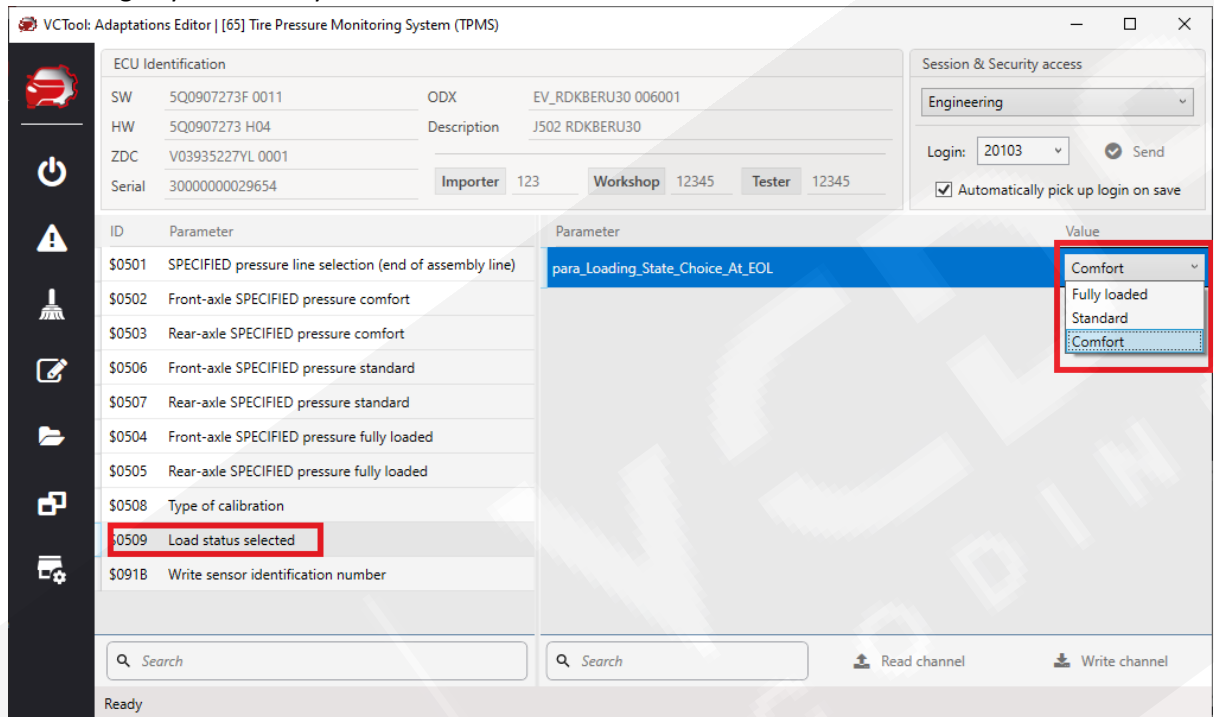 VCTool: Adaptations Editor | [65] Tire Pressure Monitoring System (TPMS)
ECU Identification
SW 5Q0907273F 0011 ODX EV_RDKBERU30 006001
HW 5Q0907273 H04 Description J502 RDKBERU30
ZDC V03935227YL 0001
Serial 30000000029654 Importer 123 Workshop 12345 Tester 12345
Session & Security access
Engineering
Login: 20103 Send
Automatically pick up login on save
ID Parameter
$0501 SPECIFIED pressure line selection (end of assembly line)
$0502 Front-axle SPECIFIED pressure comfort
$0503 Rear-axle SPECIFIED pressure comfort
$0506 Front-axle SPECIFIED pressure standard
$0507 Rear-axle SPECIFIED pressure standard
$0504 Front-axle SPECIFIED pressure fully loaded
$0505 Rear-axle SPECIFIED pressure fully loaded
$0508 Type of calibration
$0509 Load status selected
$091B Write sensor identification number
Search
Parameter Value
para_Loading_State_Choice_At_EOL Comfort
Fully loaded
Standard
Comfort
Search Read channel Write channel
Ready